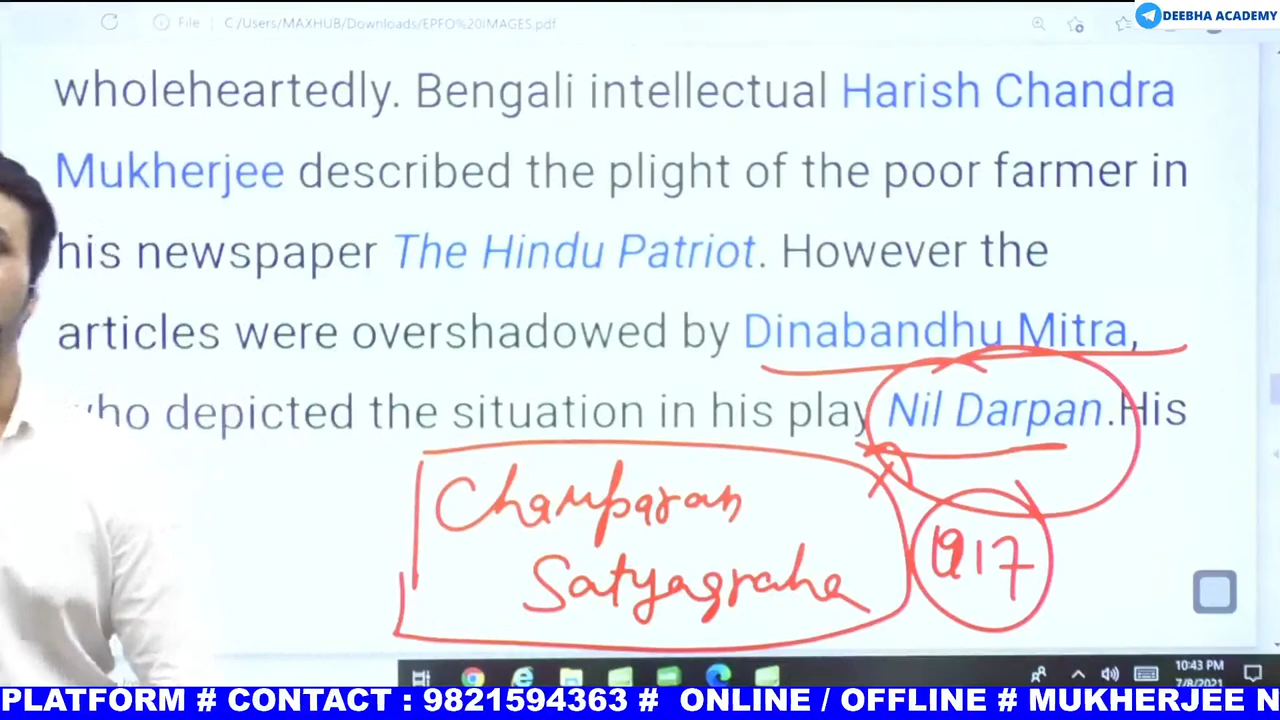 DEEBHA ACADEMY
File C:/Users/MAXHUB/Downloads/EPFO%20IMAGES.pdf
wholeheartedly. Bengali intellectual Harish Chandra
Mukherjee described the plight of the poor farmer in
his newspaper The Hindu Patriot. However the
articles were overshadowed by Dinabandhu Mitra,
who depicted the situation in his play Nil Darpan. His
Champaran
Satyagraha
1917
10:43 PM
7/8/2021
PLATFORM # CONTACT : 9821594363 # ONLINE / OFFLINE # MUKHERJEE N